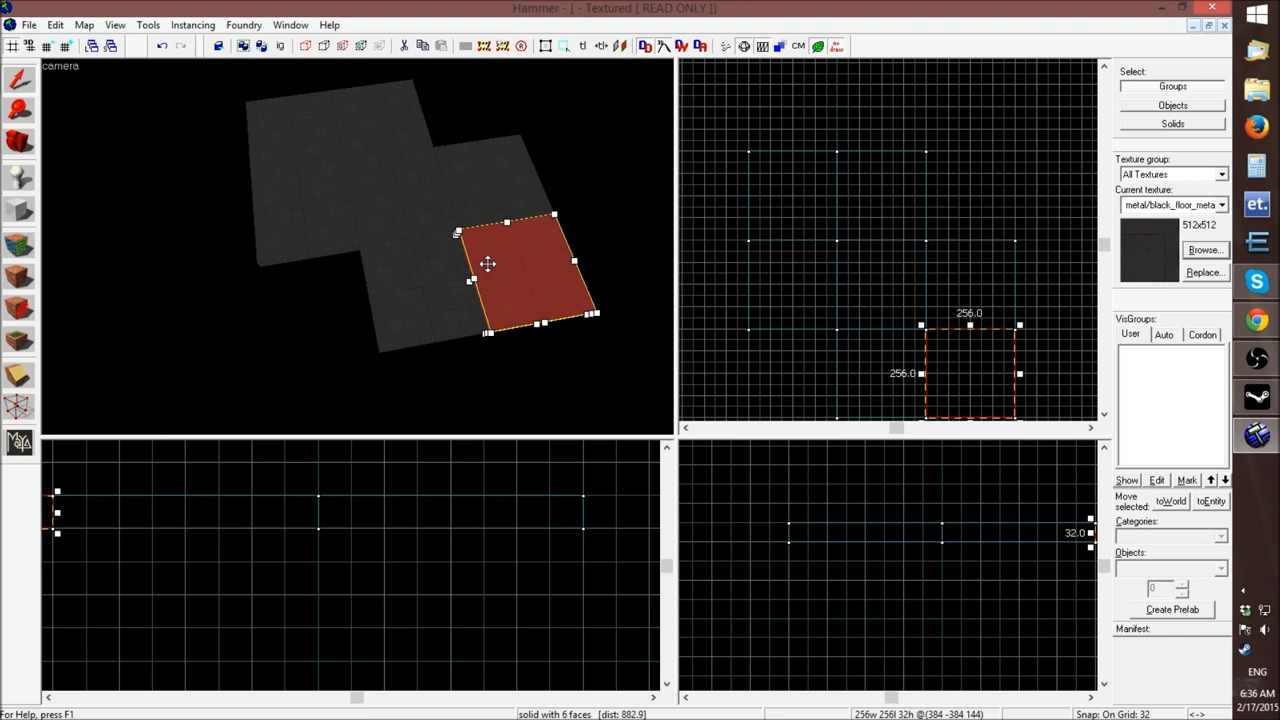 Hammer - [ - Textured [ READ ONLY ]]
File Edit Map View Tools Instancing Foundry Window Help
CM
camera
256.0
256.0
32.0
Select:
Groups
Objects
Solids
Texture group:
All Textures
Current texture:
metal/black_floor_meta
512x512
Browse...
Replace...
VisGroups:
User Auto Cordon
Show Edit Mark
Move selected:
toWorld toEntity
Categories:
Objects:
0
Create Prefab
Manifest:
et.
ENG
6:36 AM
2/17/2015
For Help, press F1
solid with 6 faces [dist: 882.9]
256w 256l 32h @(384 -384 144)
Snap: On Grid: 32
<->